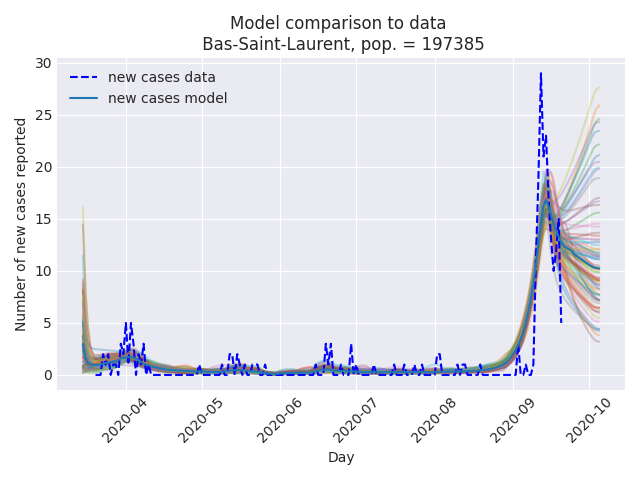 Model comparison to data
Bas-Saint-Laurent, pop. = 197385
Number of new cases reported
30
25
20
15
10
5
0
new cases data
new cases model
2020-04
2020-05
2020-06
2020-07
2020-08
2020-09
2020-10
Day